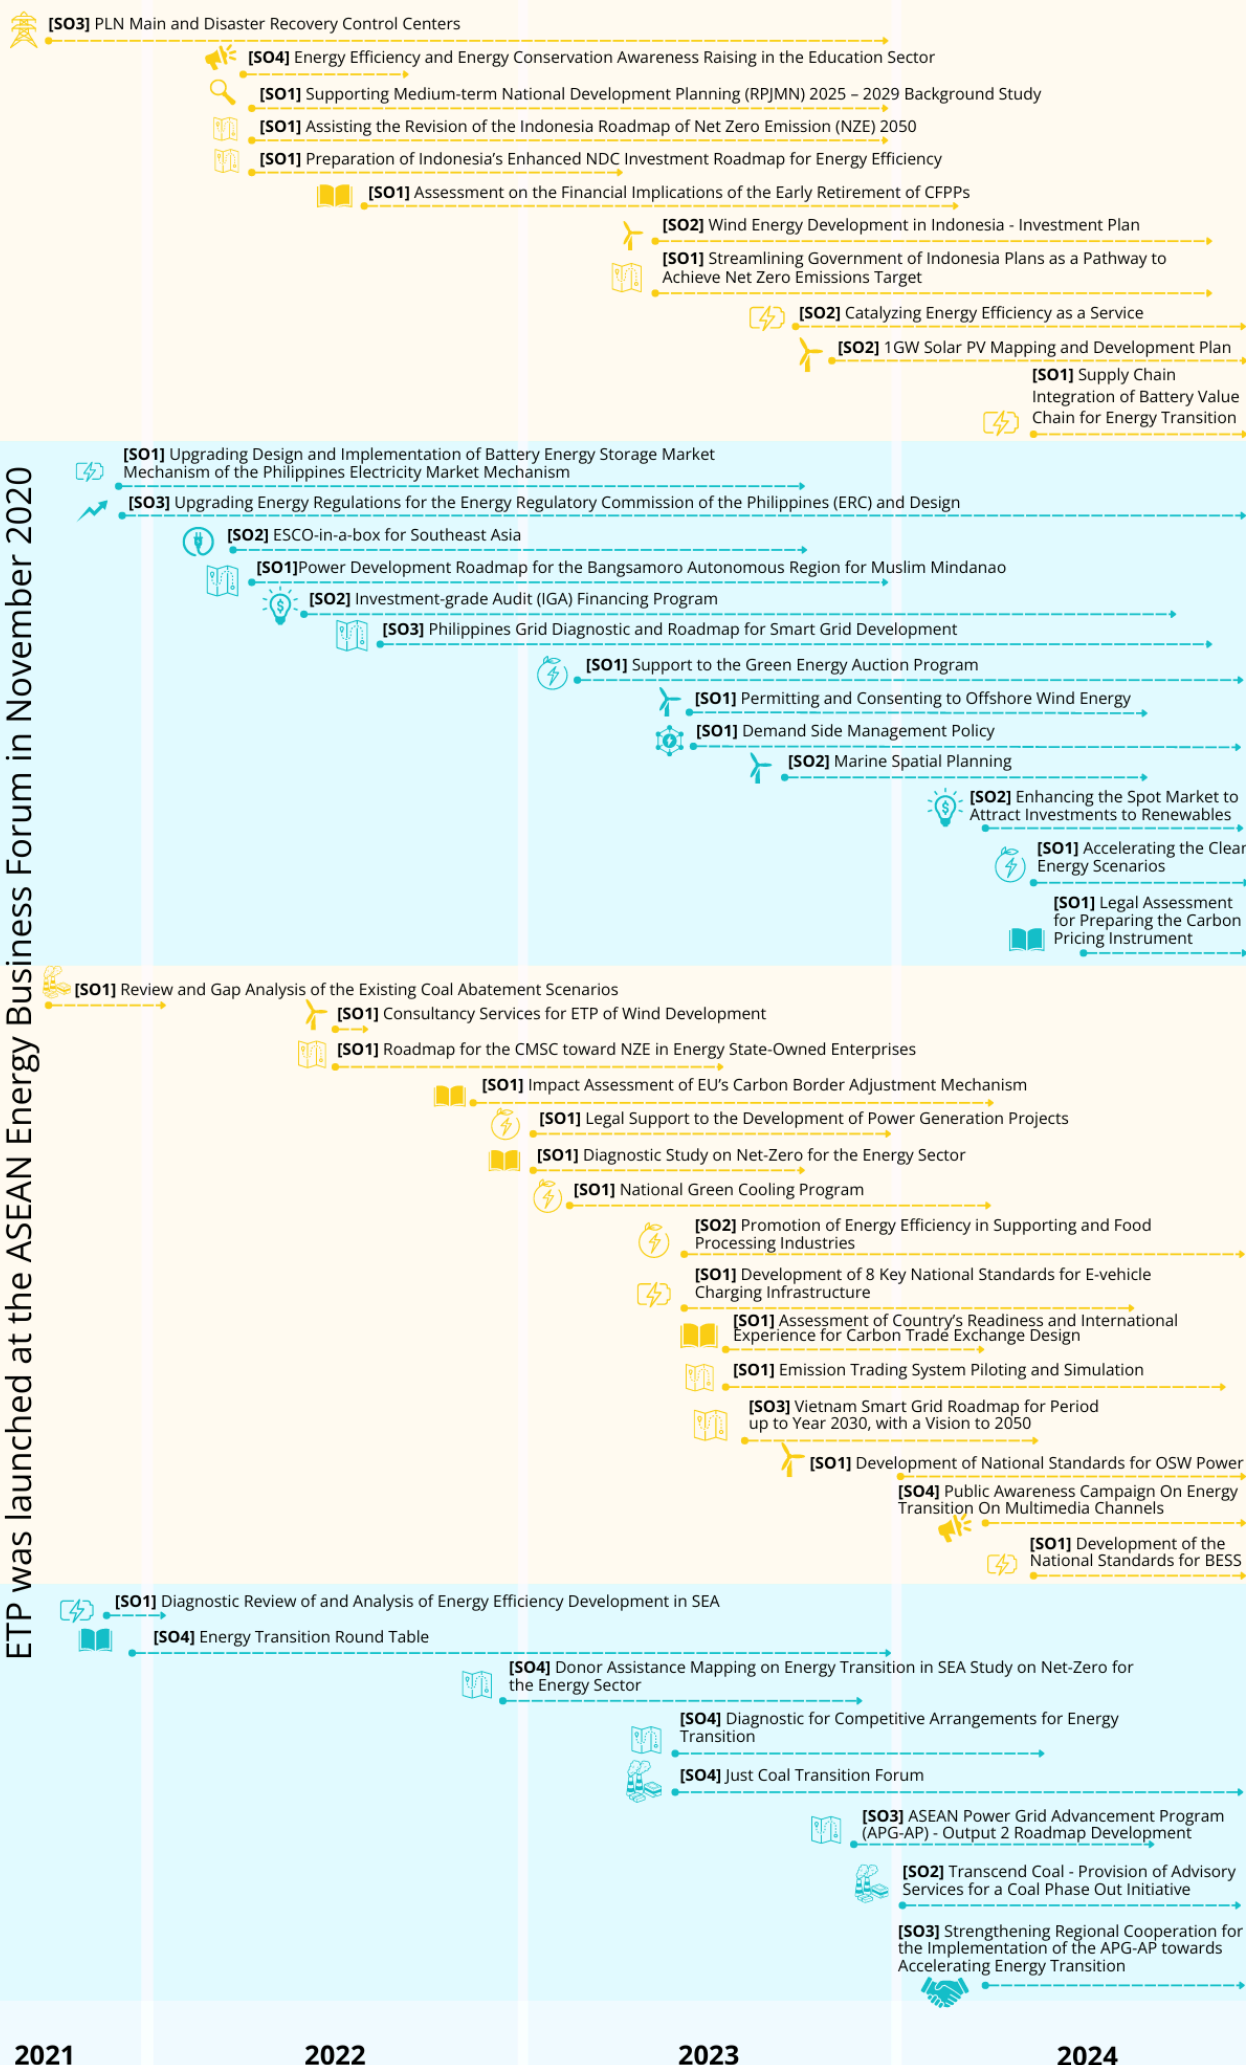 [SO3] PLN Main and Disaster Recovery Control Centers
[SO4] Energy Efficiency and Energy Conservation Awareness Raising in the Education Sector
[SO1] Supporting Medium-term National Development Planning (RPJMN) 2025 – 2029 Background Study
[SO1] Assisting the Revision of the Indonesia Roadmap of Net Zero Emission (NZE) 2050
[SO1] Preparation of Indonesia's Enhanced NDC Investment Roadmap for Energy Efficiency
[SO1] Assessment on the Financial Implications of the Early Retirement of CFPPs
[SO2] Wind Energy Development in Indonesia - Investment Plan
[SO1] Streamlining Government of Indonesia Plans as a Pathway to
Achieve Net Zero Emissions Target
[SO2] Catalyzing Energy Efficiency as a Service
[SO2] 1GW Solar PV Mapping and Development Plan
[SO1] Supply Chain
Integration of Battery Value
Chain for Energy Transition
ETP was launched at the ASEAN Energy Business Forum in November 2020
[SO1] Upgrading Design and Implementation of Battery Energy Storage Market
Mechanism of the Philippines Electricity Market Mechanism
[SO3] Upgrading Energy Regulations for the Energy Regulatory Commission of the Philippines (ERC) and Design
[SO2] ESCO-in-a-box for Southeast Asia
[SO1]Power Development Roadmap for the Bangsamoro Autonomous Region for Muslim Mindanao
[SO2] Investment-grade Audit (IGA) Financing Program
[SO3] Philippines Grid Diagnostic and Roadmap for Smart Grid Development
[SO1] Support to the Green Energy Auction Program
[SO1] Permitting and Consenting to Offshore Wind Energy
[SO1] Demand Side Management Policy
[SO2] Marine Spatial Planning
[SO2] Enhancing the Spot Market to
Attract Investments to Renewables
[SO1] Accelerating the Clean
Energy Scenarios
[SO1] Legal Assessment
for Preparing the Carbon
Pricing Instrument
[SO1] Review and Gap Analysis of the Existing Coal Abatement Scenarios
[SO1] Consultancy Services for ETP of Wind Development
[SO1] Roadmap for the CMSC toward NZE in Energy State-Owned Enterprises
[SO1] Impact Assessment of EU's Carbon Border Adjustment Mechanism
[SO1] Legal Support to the Development of Power Generation Projects
[SO1] Diagnostic Study on Net-Zero for the Energy Sector
[SO1] National Green Cooling Program
[SO2] Promotion of Energy Efficiency in Supporting and Food
Processing Industries
[SO1] Development of 8 Key National Standards for E-vehicle
Charging Infrastructure
[SO1] Assessment of Country's Readiness and International
Experience for Carbon Trade Exchange Design
[SO1] Emission Trading System Piloting and Simulation
[SO3] Vietnam Smart Grid Roadmap for Period
up to Year 2030, with a Vision to 2050
[SO1] Development of National Standards for OSW Power
[SO4] Public Awareness Campaign On Energy
Transition On Multimedia Channels
[SO1] Development of the
National Standards for BESS
[SO1] Diagnostic Review of and Analysis of Energy Efficiency Development in SEA
[SO4] Energy Transition Round Table
[SO4] Donor Assistance Mapping on Energy Transition in SEA Study on Net-Zero for
the Energy Sector
[SO4] Diagnostic for Competitive Arrangements for Energy
Transition
[SO4] Just Coal Transition Forum
[SO3] ASEAN Power Grid Advancement Program
(APG-AP) - Output 2 Roadmap Development
[SO2] Transcend Coal - Provision of Advisory
Services for a Coal Phase Out Initiative
[SO3] Strengthening Regional Cooperation for
the Implementation of the APG-AP towards
Accelerating Energy Transition
2021 2022 2023 2024